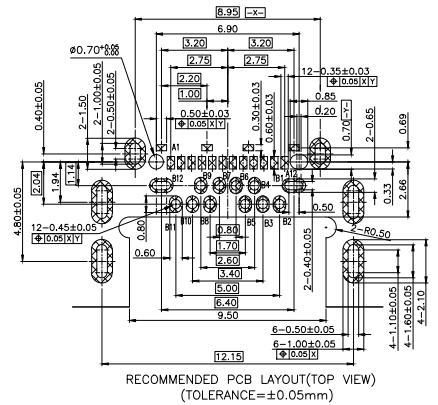 8.95 -X-
6.90
ø0.70+0.05 0.00
3.20 3.20
2.75 2.75
2.20
1.00
12-0.35±0.03
⌖ 0.05 X Y
0.50±0.03
⌖ 0.05 X Y
0.30±0.03
0.60±0.03
0.85
0.20
0.70 -Y-
2-0.65
0.69
0.40±0.05
2-1.50
2-1.00±0.05
2-0.50±0.05
A1
A12
B12
B9
B7
B6
B4
B1
1.14
2.04
1.94
4.80±0.05
0.33
2.66
12-0.45±0.05
⌖ 0.05 X Y
0.80
B11
B10
B8
B5
B3
B2
0.50
2-R0.50
0.60
0.80
1.70
2.60
3.40
5.00
6.40
9.50
12.15
2-0.40±0.05
6-0.50±0.05
6-1.00±0.05
⌖ 0.05 X
4-1.10±0.05
4-1.60±0.05
4-2.10
RECOMMENDED PCB LAYOUT(TOP VIEW)
(TOLERANCE=±0.05mm)